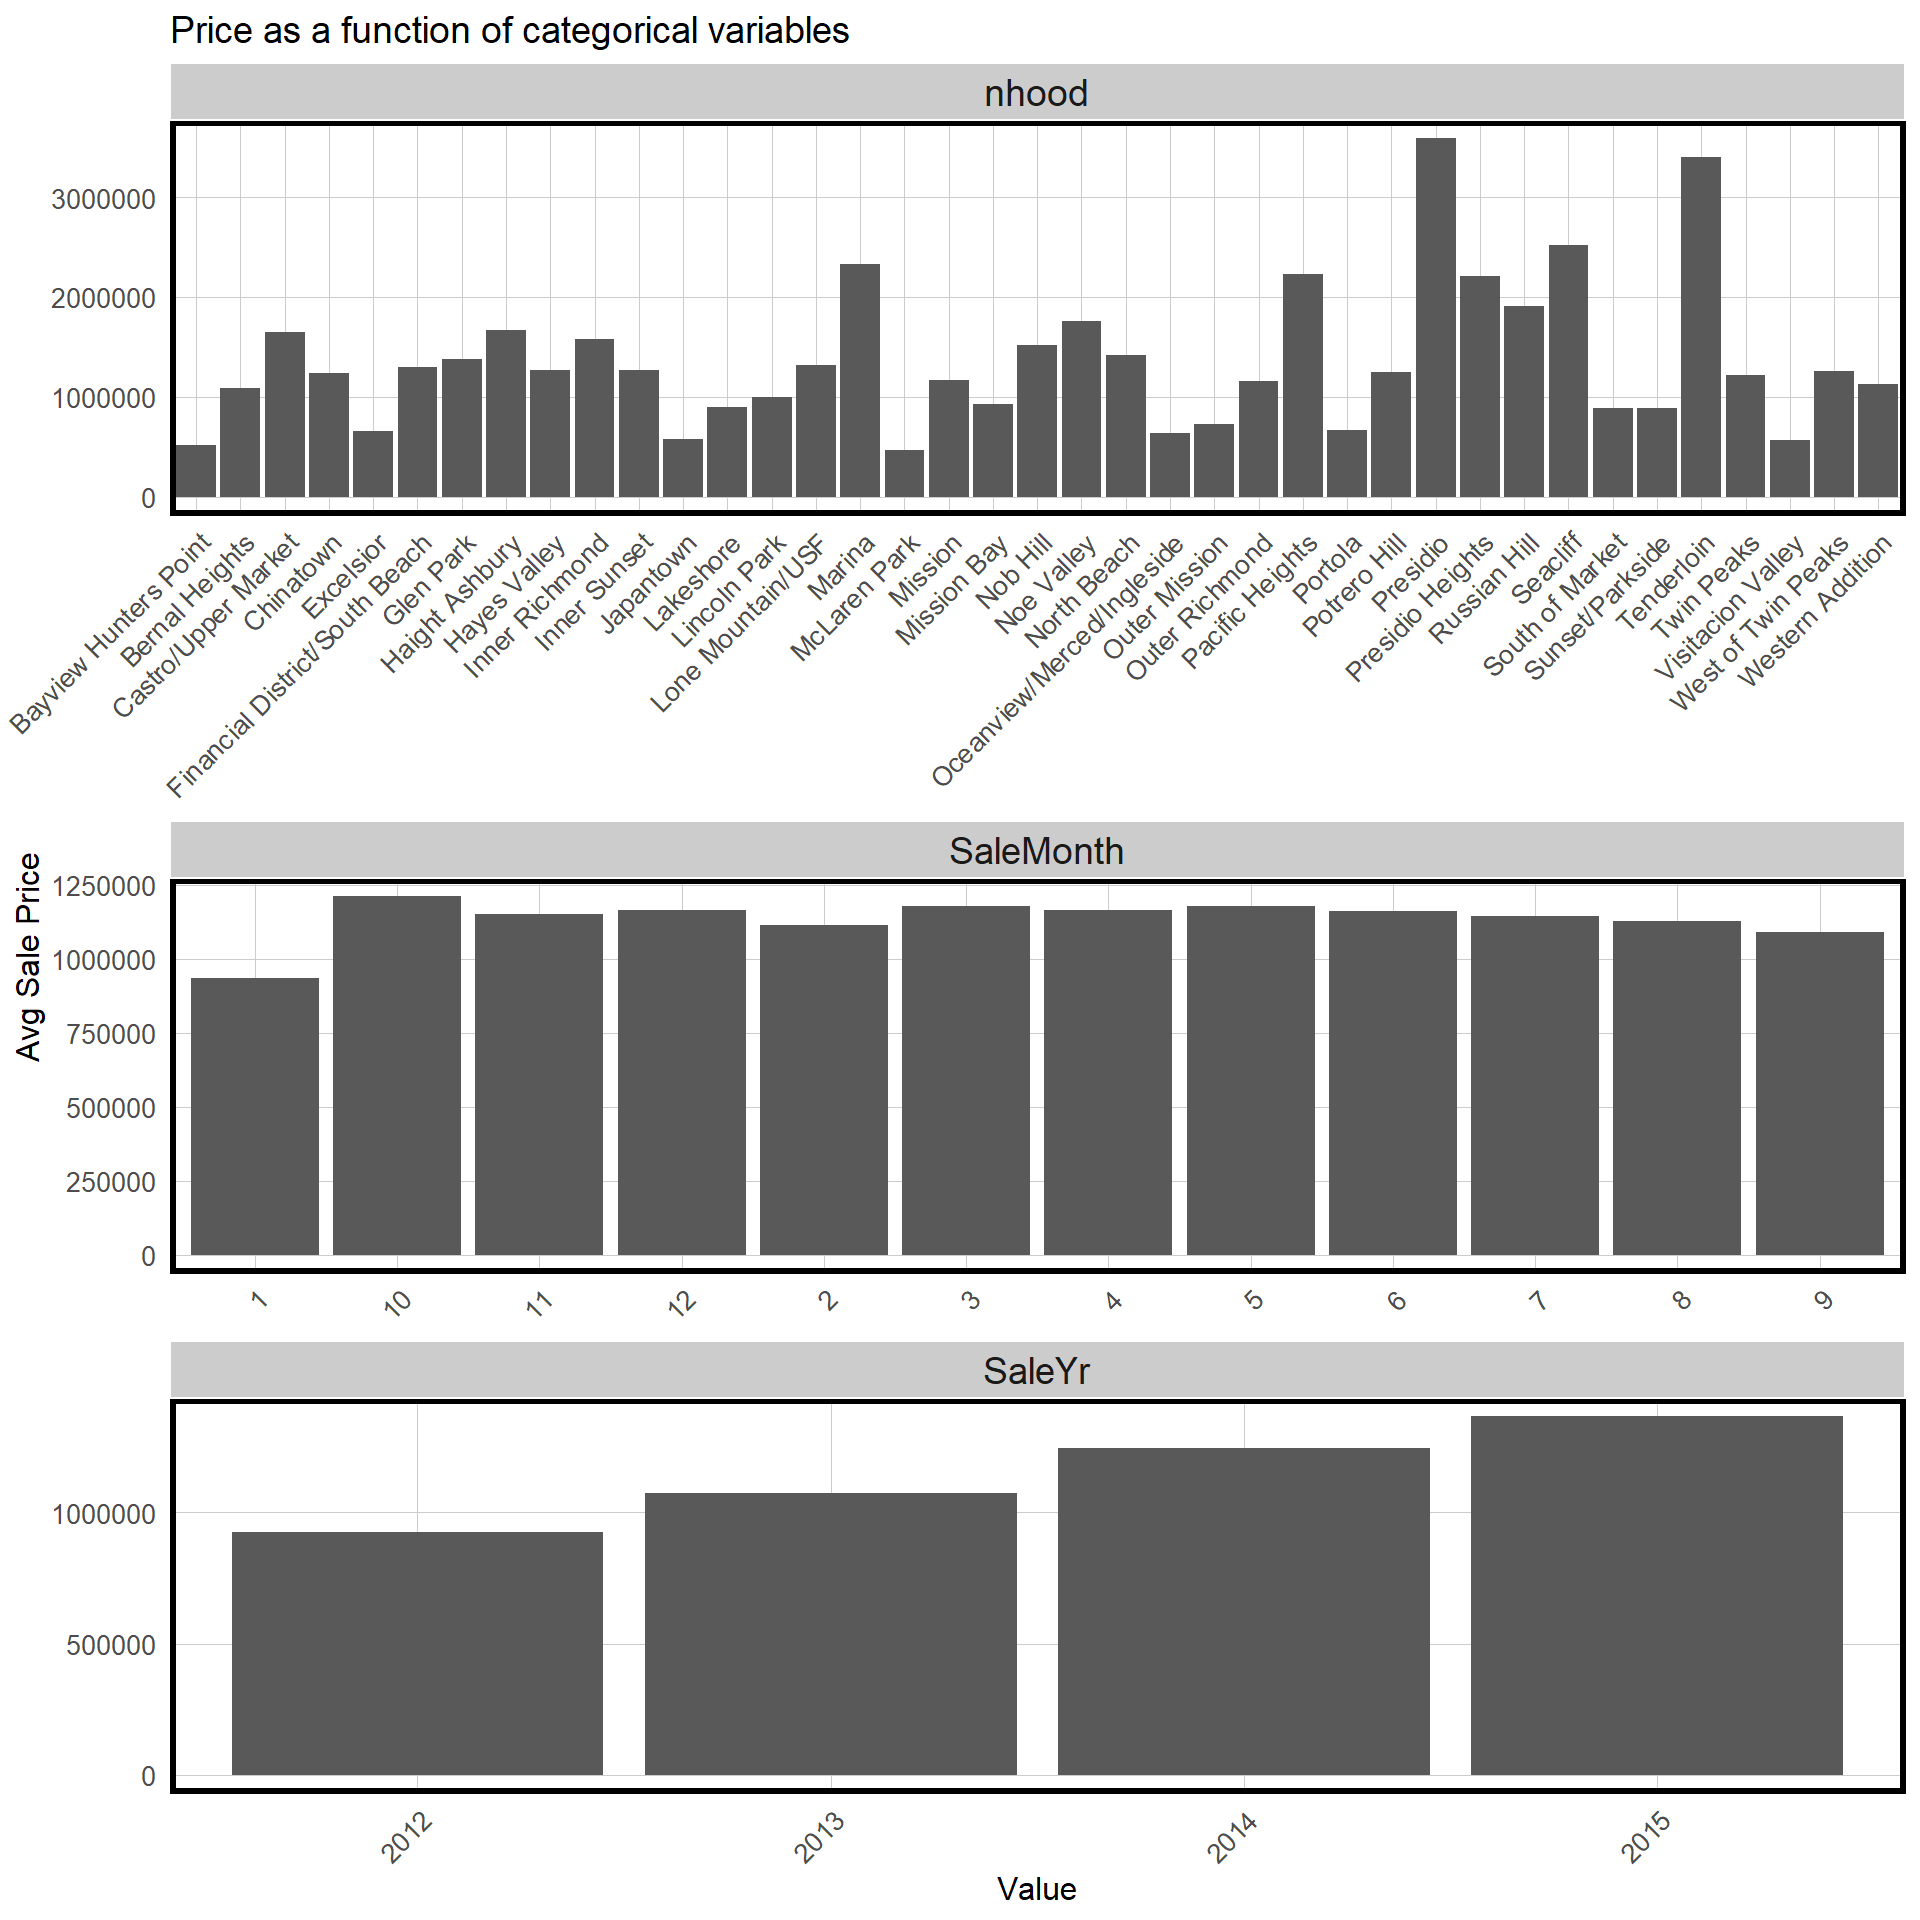 Price as a function of categorical variables
nhood
3000000
2000000
1000000
0
Bayview Hunters Point
Bernal Heights
Castro/Upper Market
Chinatown
Excelsior
Financial District/South Beach
Glen Park
Haight Ashbury
Hayes Valley
Inner Richmond
Inner Sunset
Japantown
Lakeshore
Lincoln Park
Lone Mountain/USF
Marina
McLaren Park
Mission
Mission Bay
Nob Hill
Noe Valley
North Beach
Oceanview/Merced/Ingleside
Outer Mission
Outer Richmond
Pacific Heights
Portola
Potrero Hill
Presidio
Presidio Heights
Russian Hill
Seacliff
South of Market
Sunset/Parkside
Tenderloin
Twin Peaks
Visitacion Valley
West of Twin Peaks
Western Addition
Avg Sale Price
SaleMonth
1250000
1000000
750000
500000
250000
0
1
10
11
12
2
3
4
5
6
7
8
9
SaleYr
1000000
500000
0
2012
2013
2014
2015
Value